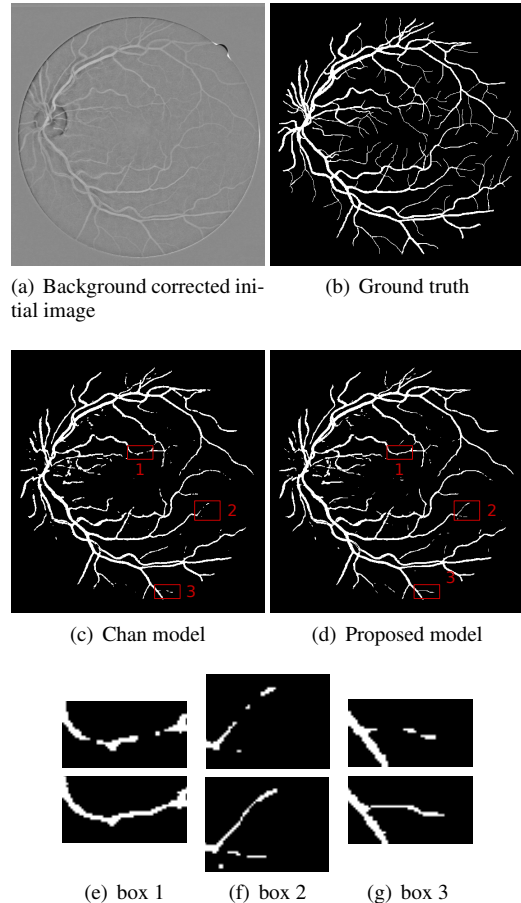 (a) Background corrected ini-
tial image
(b) Ground truth
1
2
3
1
2
3
(c) Chan model
(d) Proposed model
(e) box 1
(f) box 2
(g) box 3